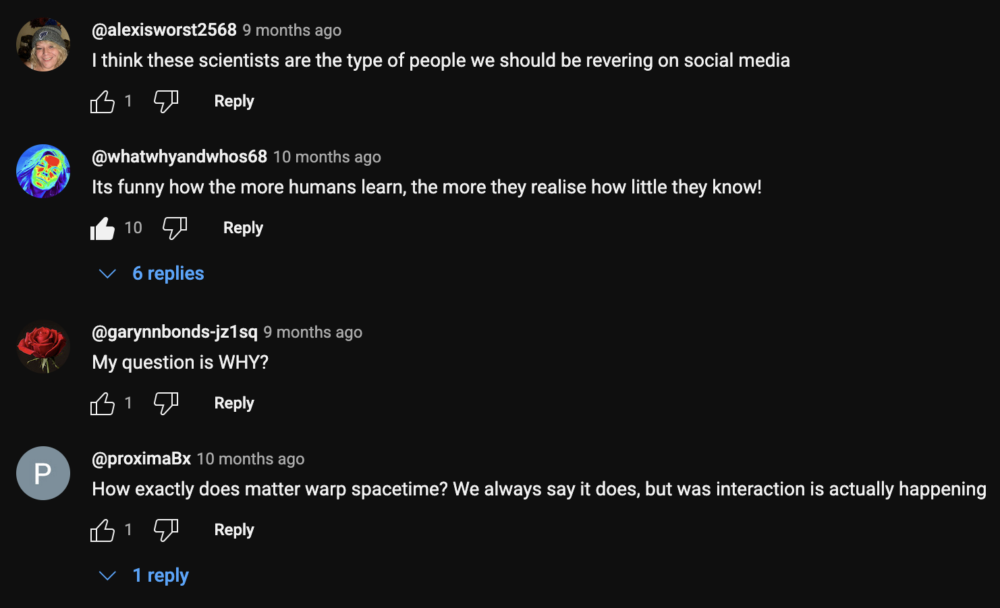 @alexisworst2568 9 months ago
I think these scientists are the type of people we should be revering on social media
1 Reply
@whatwhyandwhos68 10 months ago
Its funny how the more humans learn, the more they realise how little they know!
10 Reply
6 replies
@garynnbonds-jz1sq 9 months ago
My question is WHY?
1 Reply
P
@proximaBx 10 months ago
How exactly does matter warp spacetime? We always say it does, but was interaction is actually happening
1 Reply
1 reply